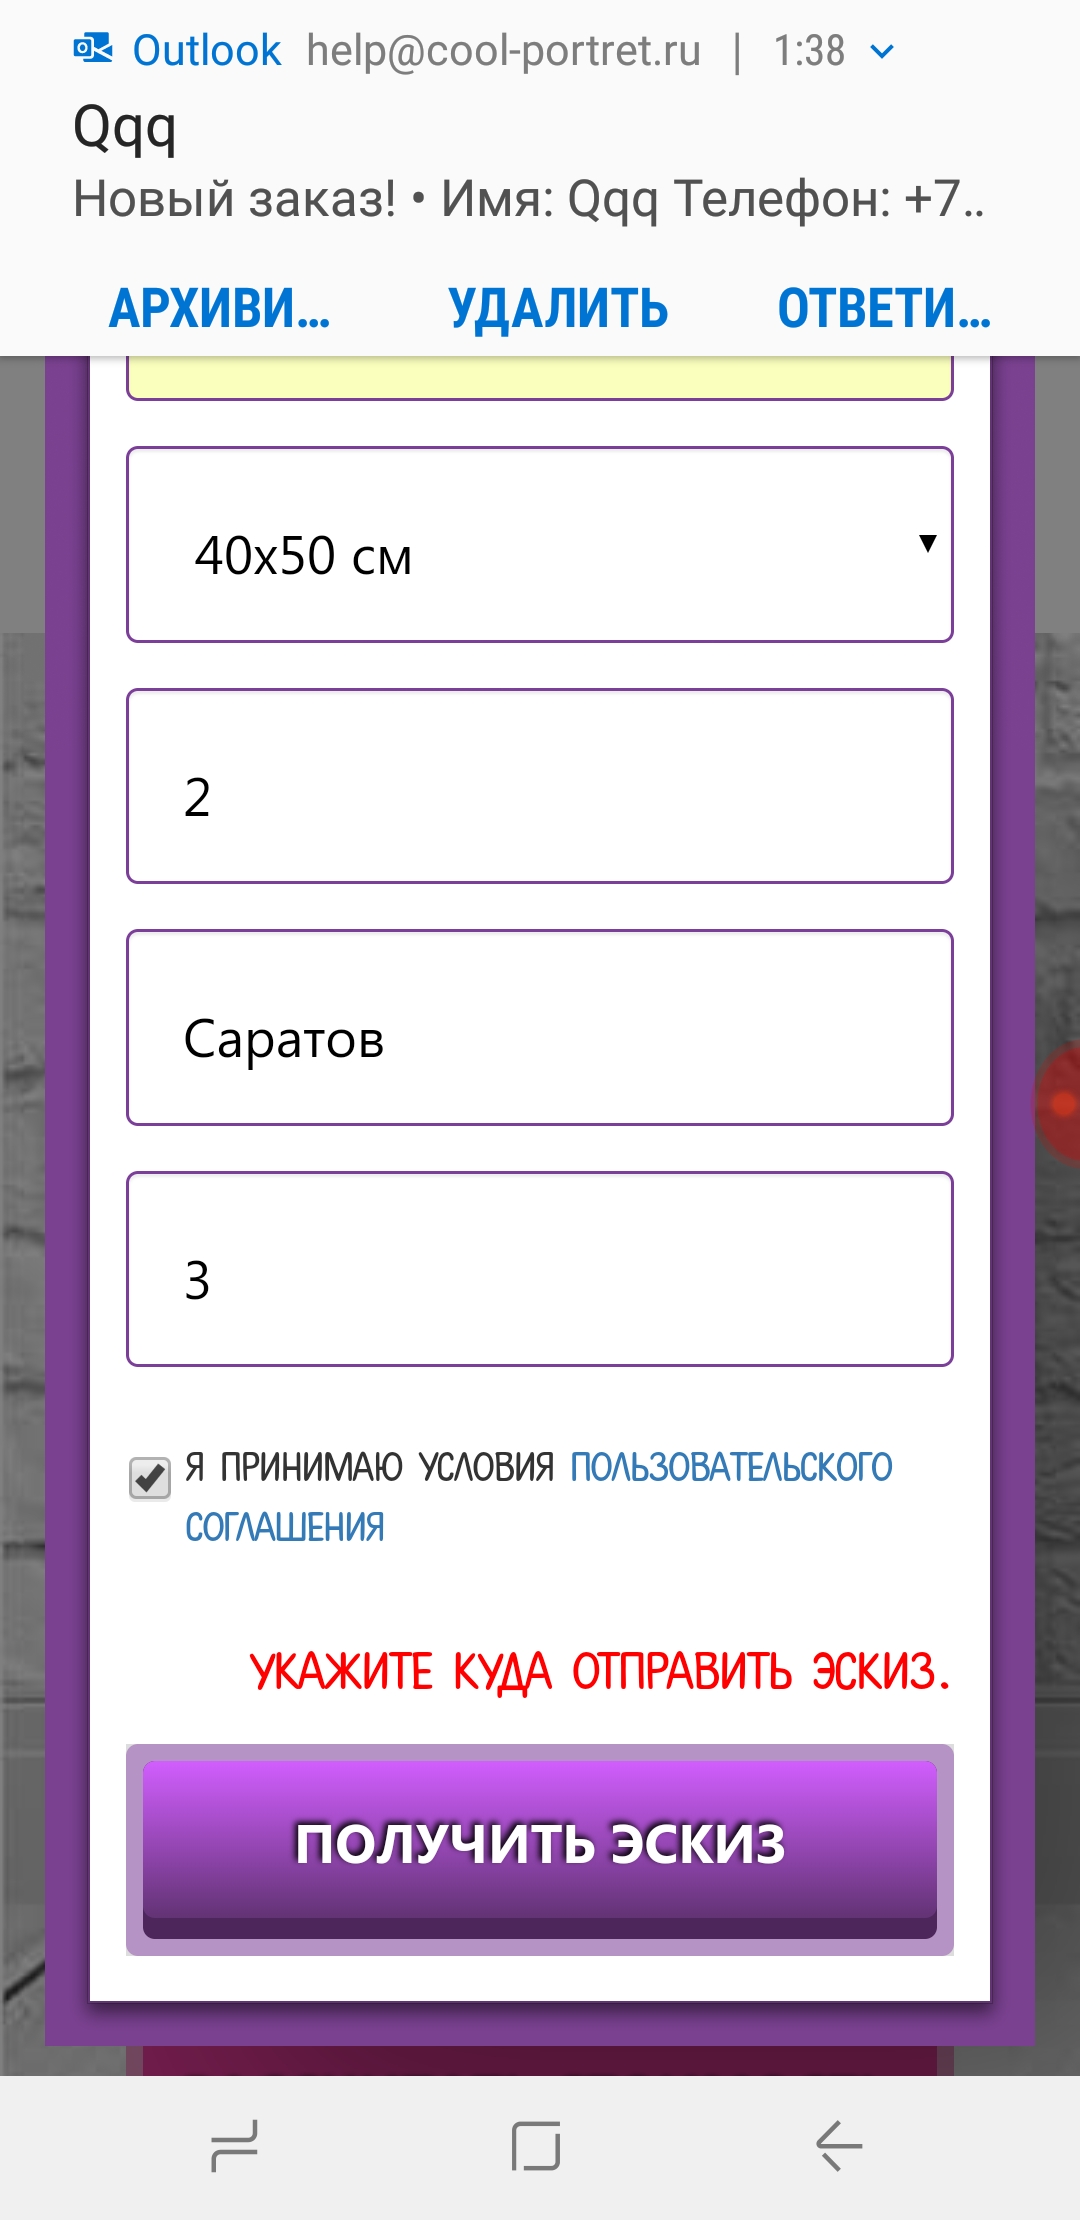 Outlook help@cool-portret.ru | 1:38
Qqq
Новый заказ! • Имя: Qqq Телефон: +7..
АРХИВИ... УДАЛИТЬ ОТВЕТИ...
40x50 см
2
Саратов
3
Я ПРИНИМАЮ УСЛОВИЯ ПОЛЬЗОВАТЕЛЬСКОГО
СОГЛАШЕНИЯ
УКАЖИТЕ КУДА ОТПРАВИТЬ ЭСКИЗ.
ПОЛУЧИТЬ ЭСКИЗ